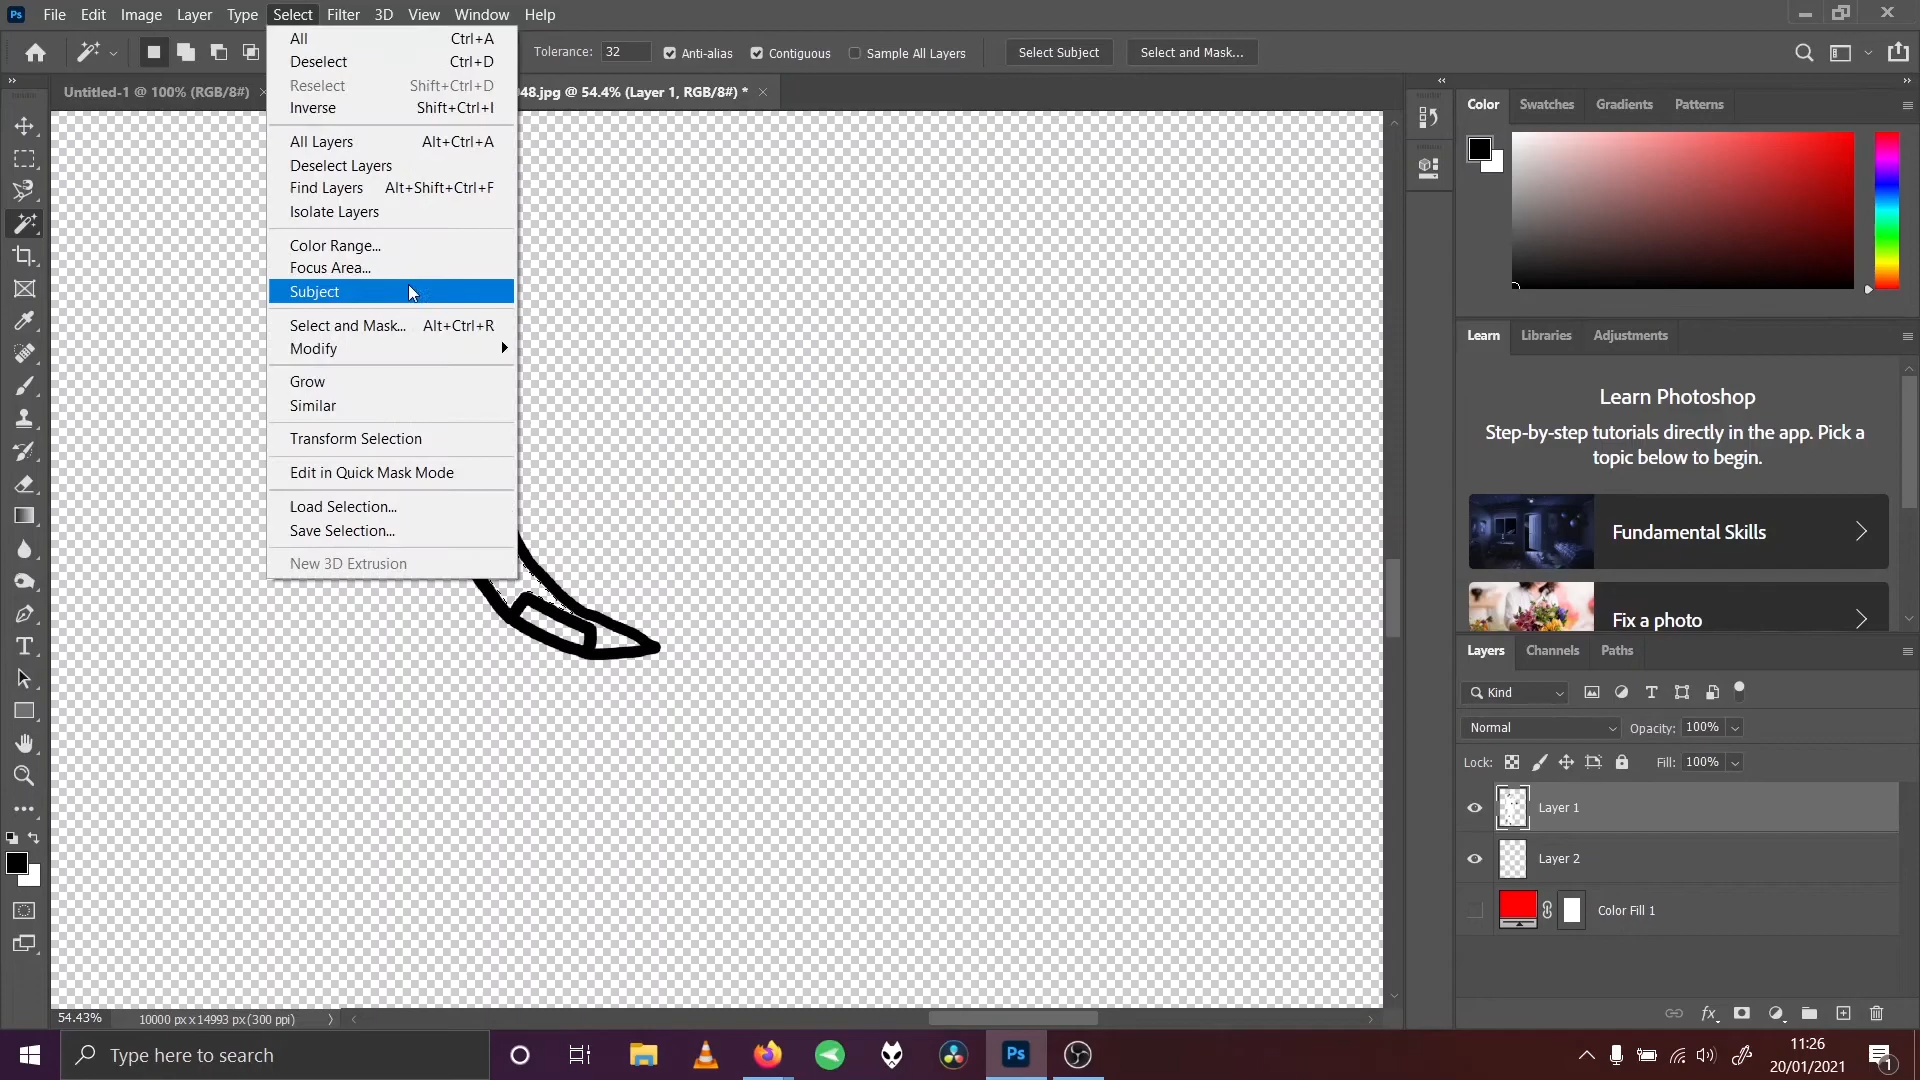 Ps File Edit Image Layer Type Select Filter 3D View Window Help
Tolerance: 32 Anti-alias Contiguous Sample All Layers Select Subject Select and Mask...
Untitled-1 @ 100% (RGB/8#) 48.jpg @ 54.4% (Layer 1, RGB/8#) *
All Ctrl+A
Deselect Ctrl+D
Reselect Shift+Ctrl+D
Inverse Shift+Ctrl+I
All Layers Alt+Ctrl+A
Deselect Layers
Find Layers Alt+Shift+Ctrl+F
Isolate Layers
Color Range...
Focus Area...
Subject
Select and Mask... Alt+Ctrl+R
Modify
Grow
Similar
Transform Selection
Edit in Quick Mask Mode
Load Selection...
Save Selection...
New 3D Extrusion
Color Swatches Gradients Patterns
Learn Libraries Adjustments
Learn Photoshop
Step-by-step tutorials directly in the app. Pick a
topic below to begin.
Fundamental Skills
Fix a photo
Layers Channels Paths
Kind
Normal Opacity: 100%
Lock: Fill: 100%
Layer 1
Layer 2
Color Fill 1
fx
54.43% 10000 px x 14993 px (300 ppi)
Type here to search
Ps
11:26
20/01/2021
1